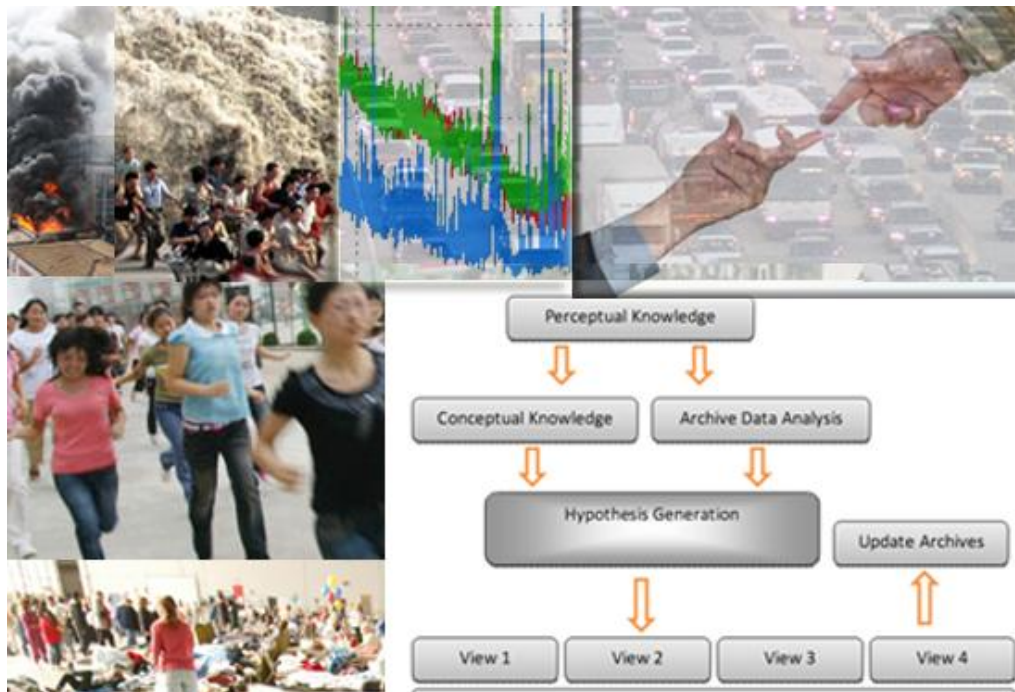 Perceptual Knowledge
Conceptual Knowledge
Archive Data Analysis
Hypothesis Generation
Update Archives
View 1
View 2
View 3
View 4